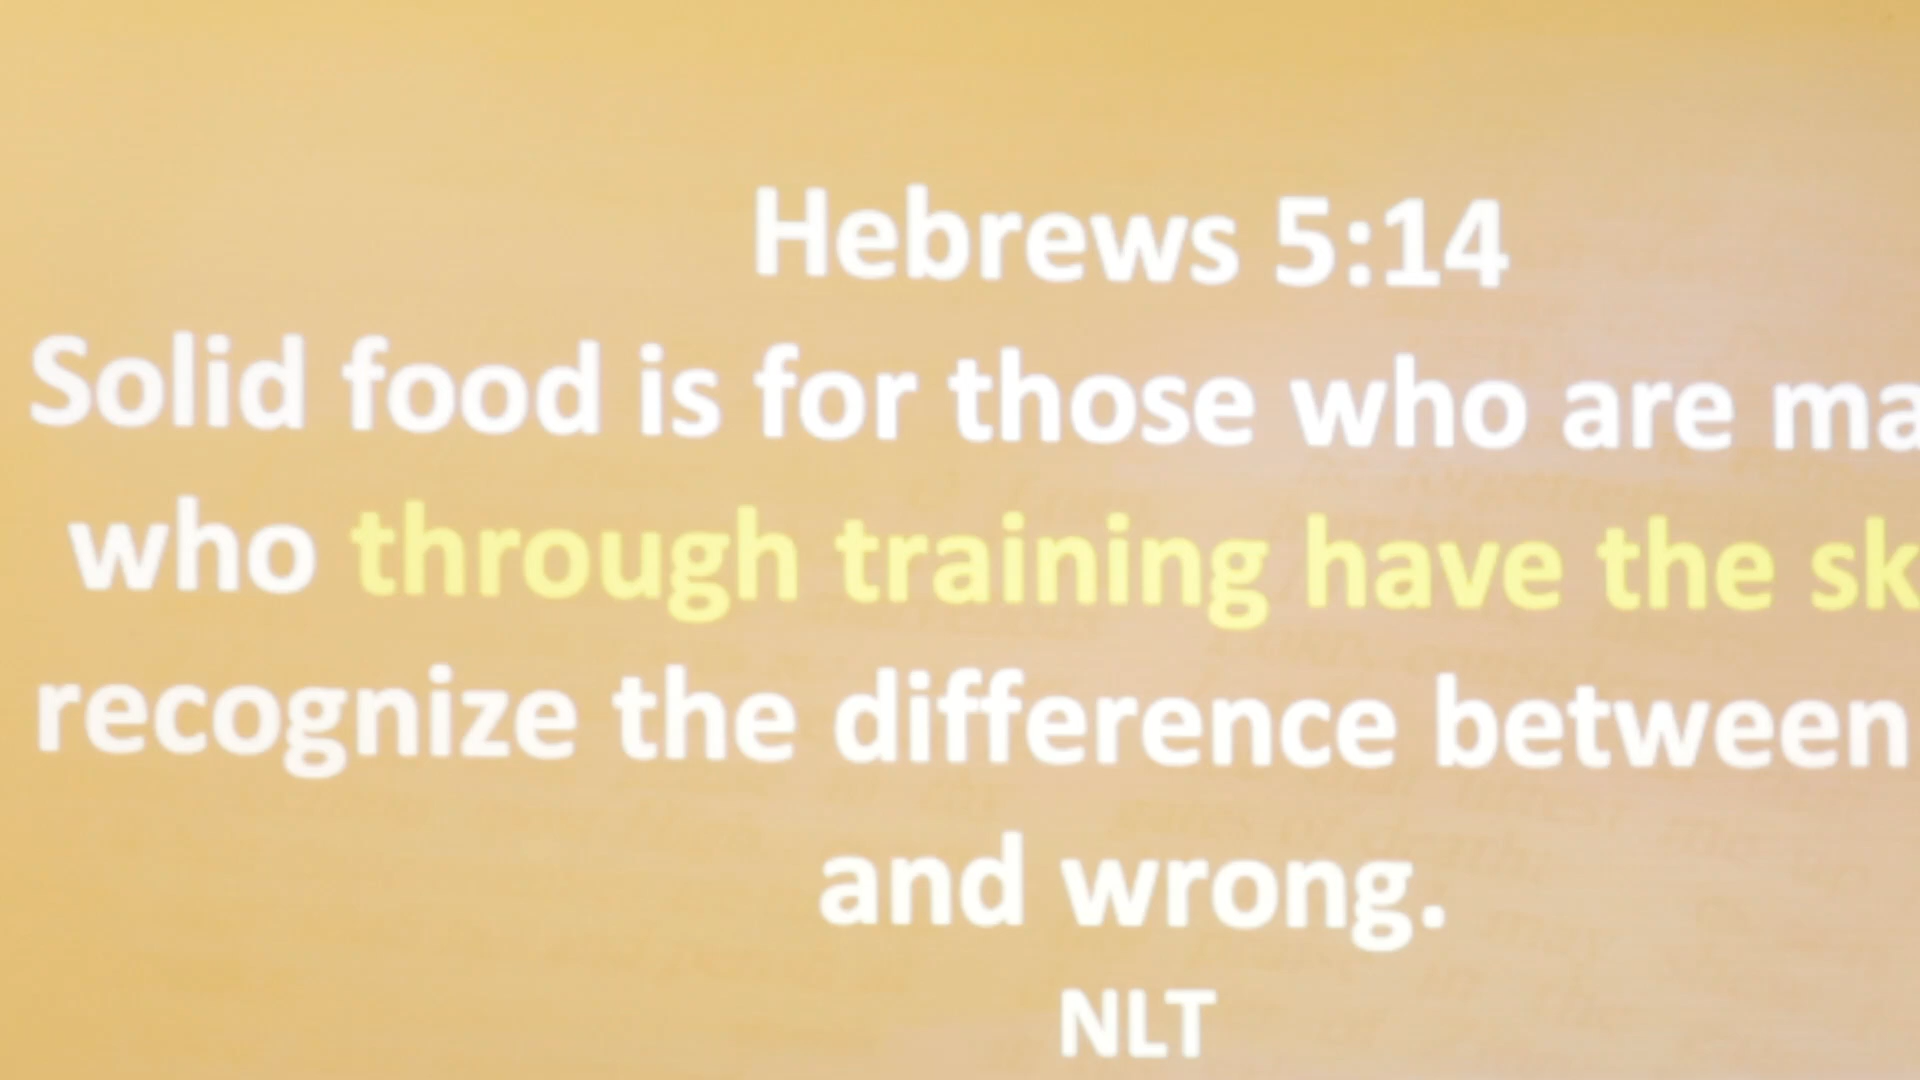 Hebrews 5:14
Solid food is for those who are ma
who through training have the sk
recognize the difference between
and wrong.
NLT